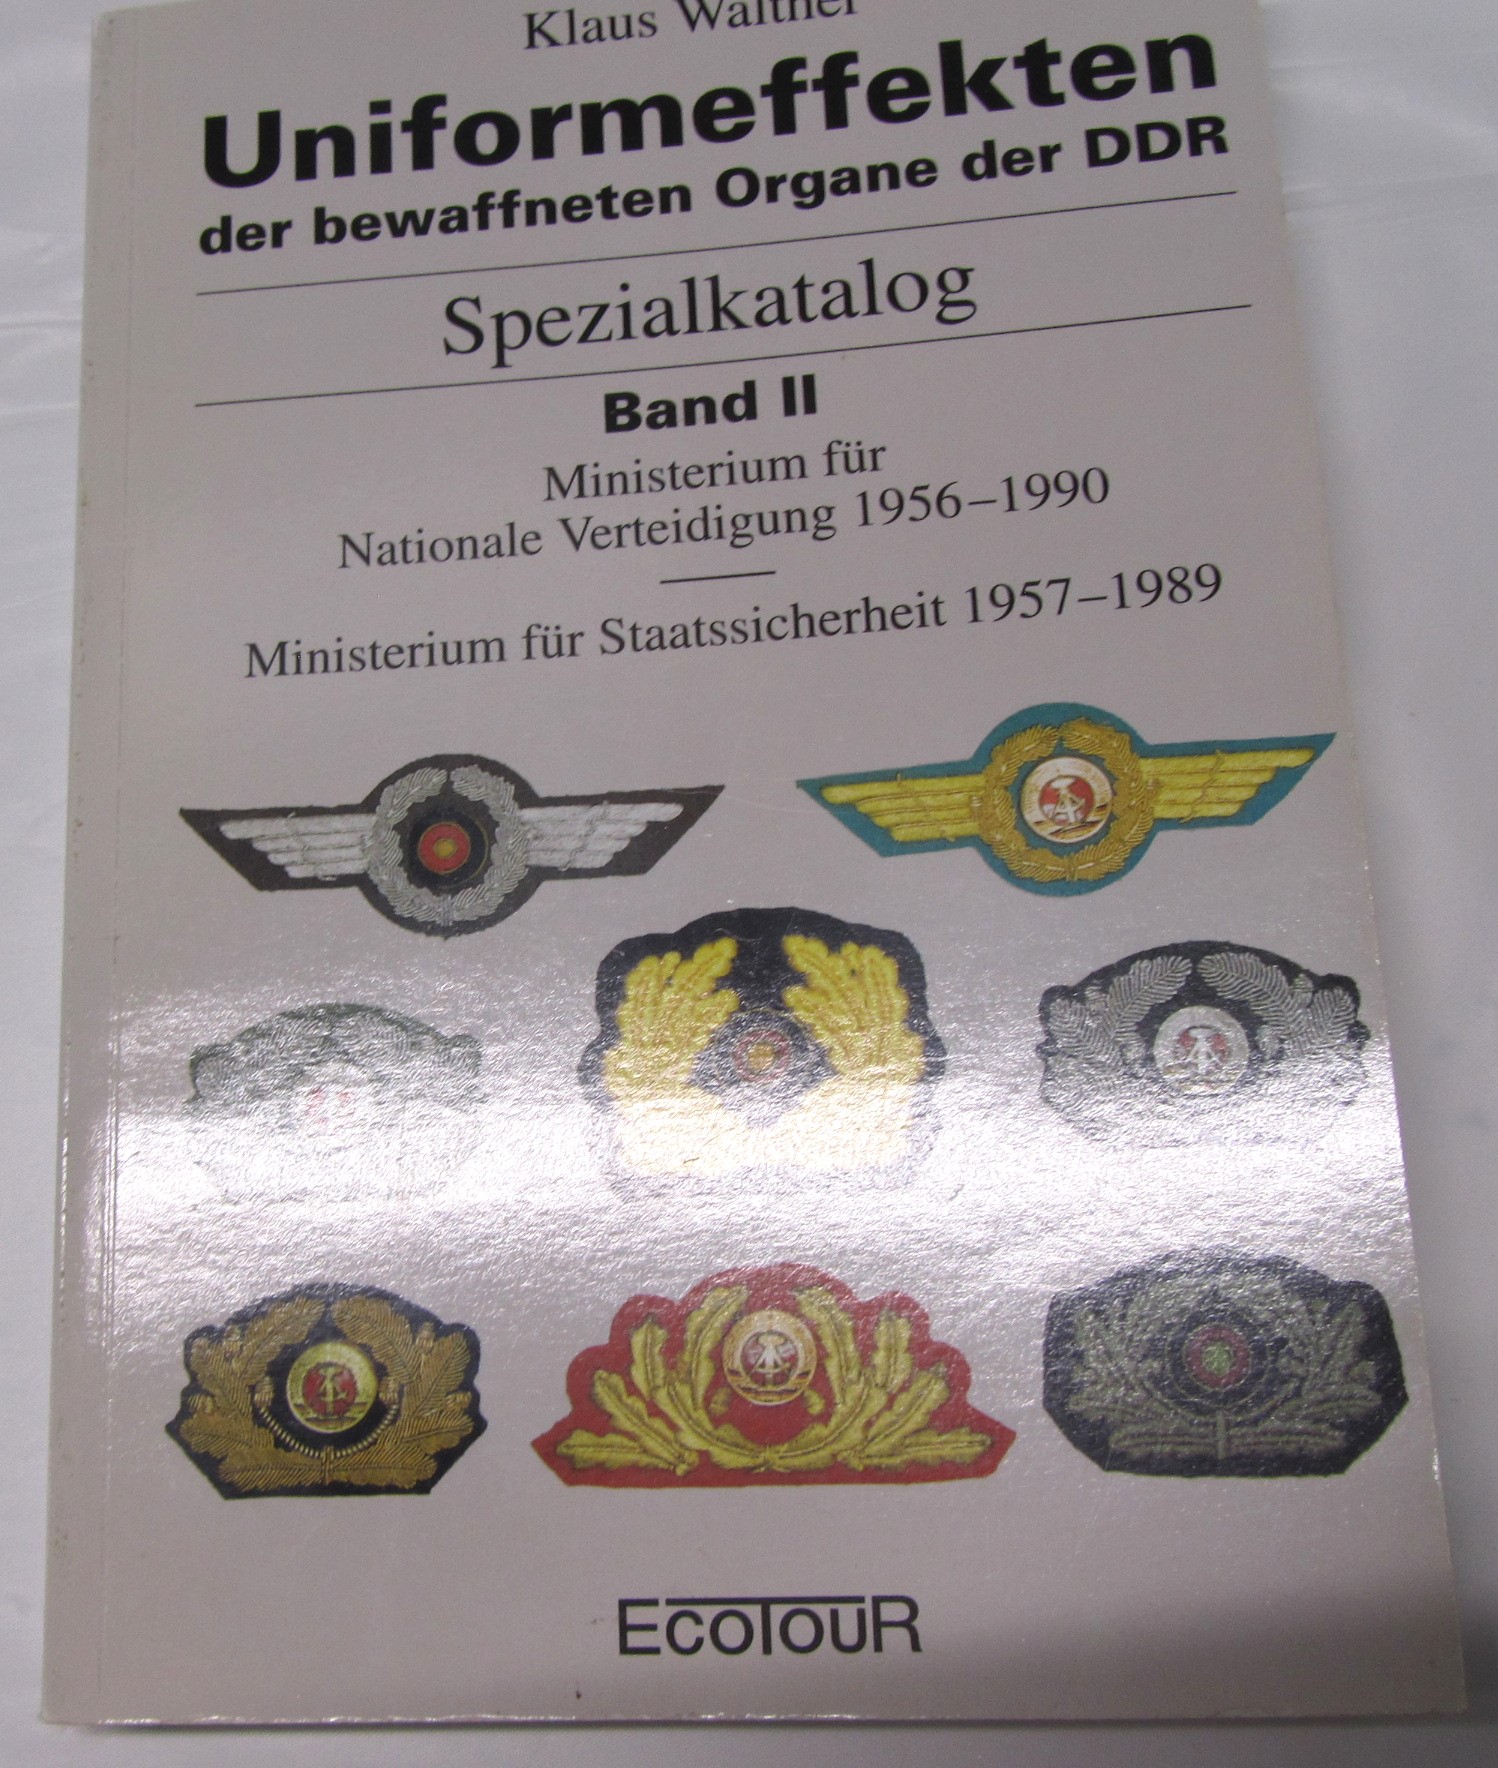 Klaus Walther
Uniformeffekten
der bewaffneten Organe der DDR
Spezialkatalog
Band II
Ministerium für
Nationale Verteidigung 1956–1990
Ministerium für Staatssicherheit 1957–1989
ECOTOUR